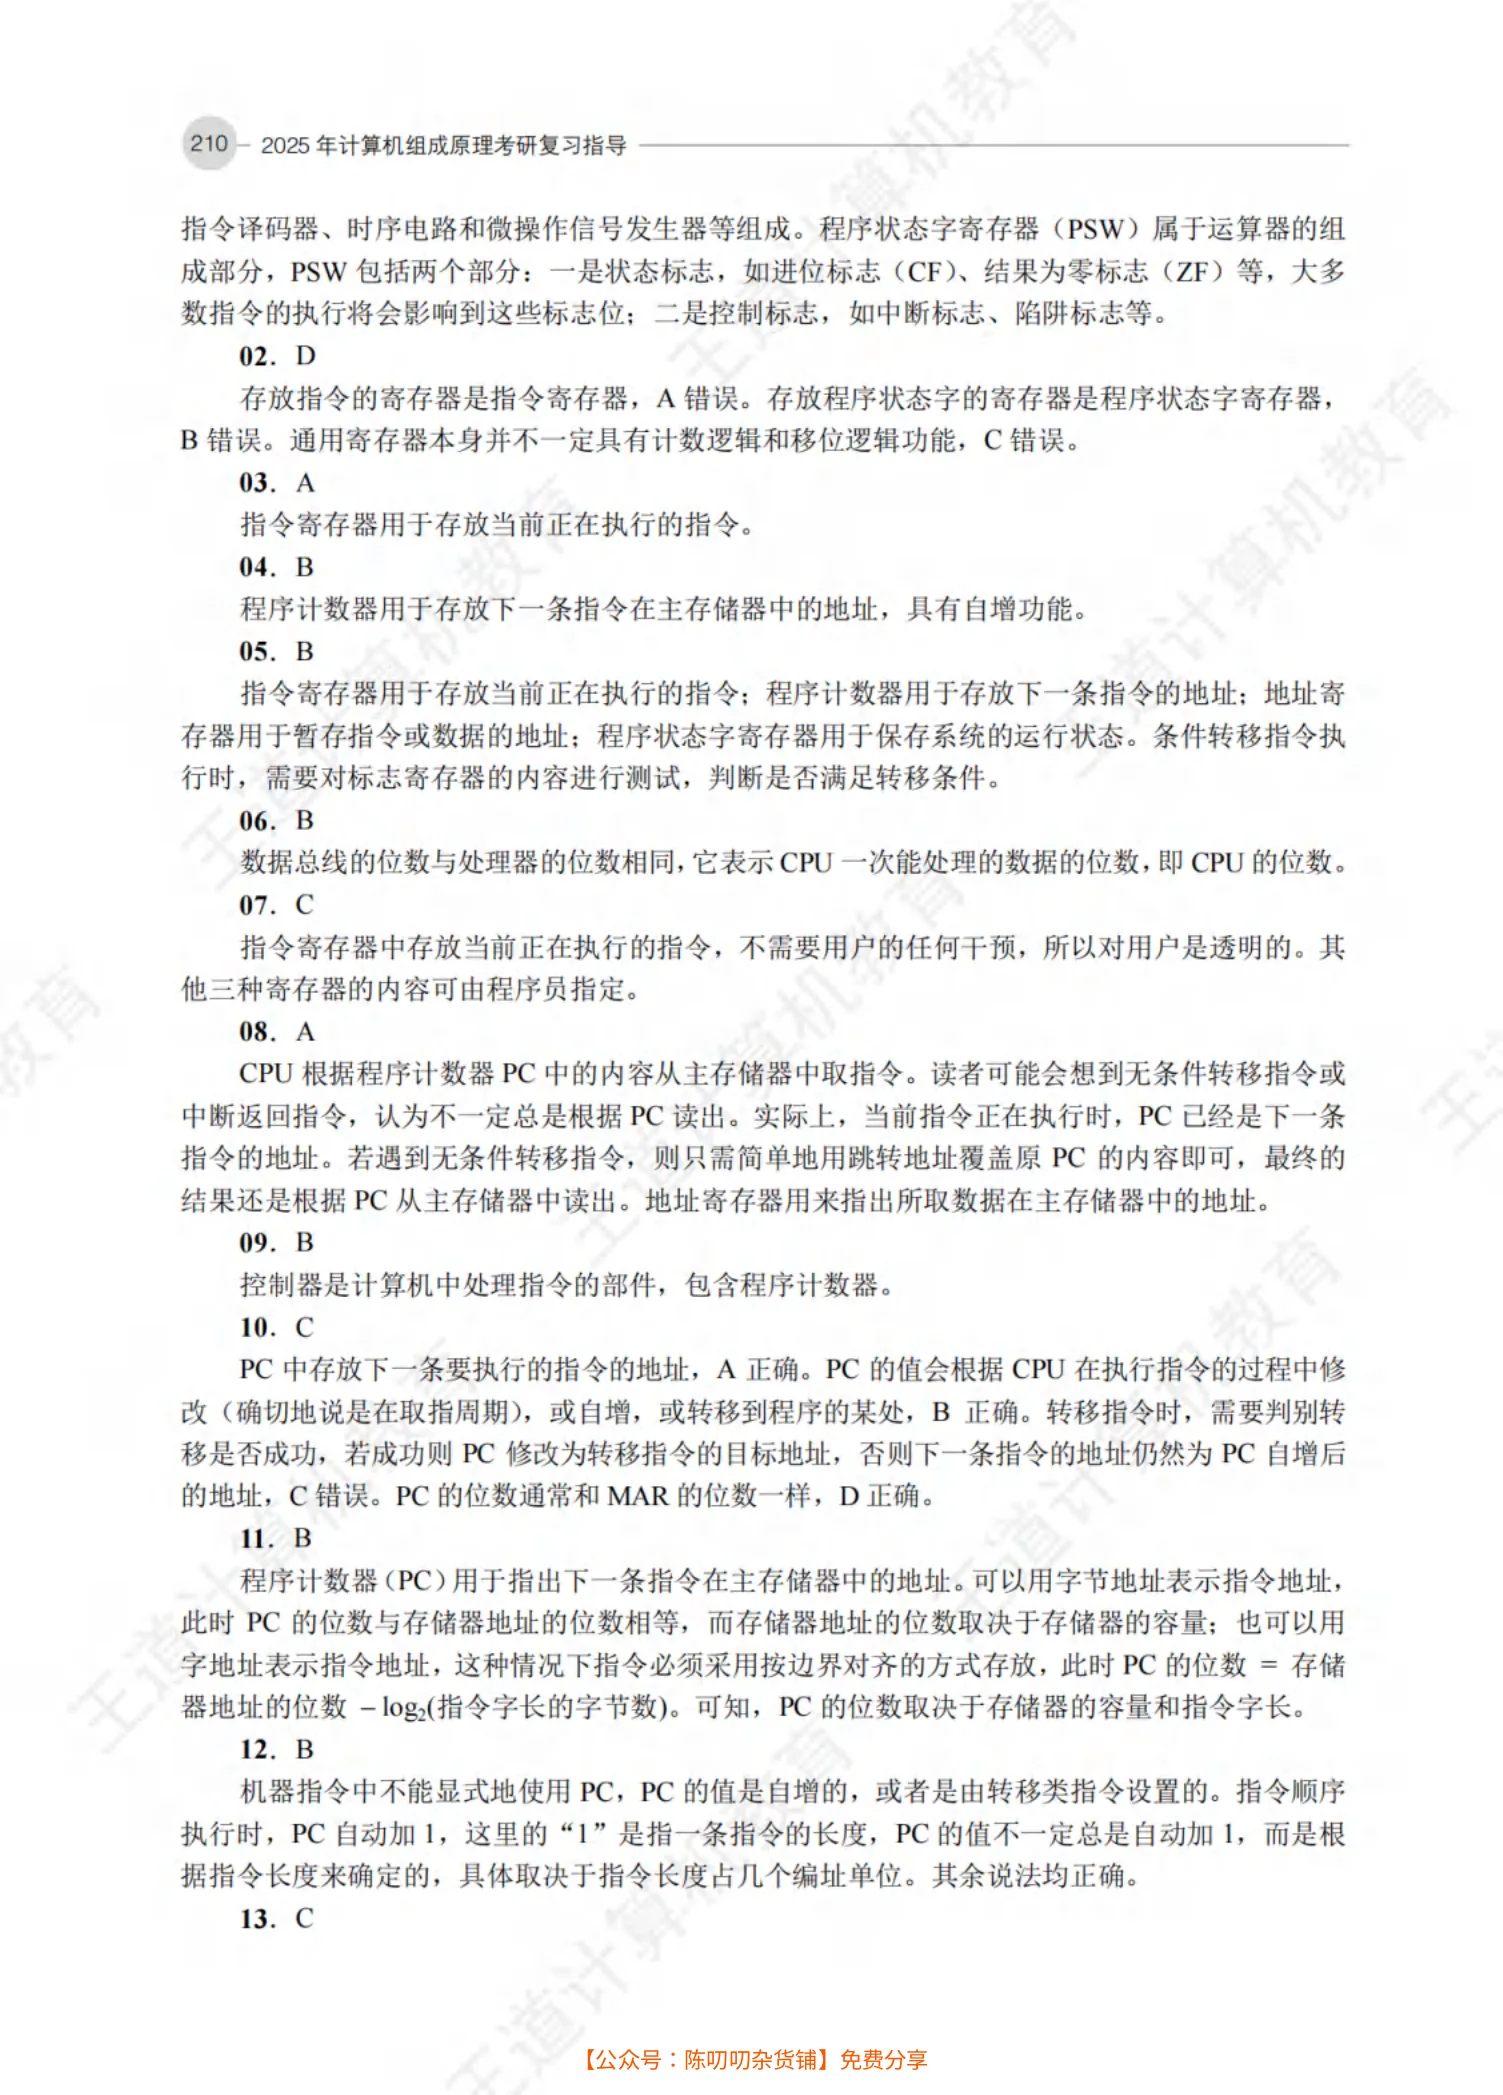 210 2025 年计算机组成原理考研复习指导
指令译码器、时序电路和微操作信号发生器等组成。程序状态字寄存器（PSW）属于运算器的组
成部分，PSW 包括两个部分：一是状态标志，如进位标志（CF）、结果为零标志（ZF）等，大多
数指令的执行将会影响到这些标志位；二是控制标志，如中断标志、陷阱标志等。
02. D
存放指令的寄存器是指令寄存器，A 错误。存放程序状态字的寄存器是程序状态字寄存器，
B 错误。通用寄存器本身并不一定具有计数逻辑和移位逻辑功能，C 错误。
03. A
指令寄存器用于存放当前正在执行的指令。
04. B
程序计数器用于存放下一条指令在主存储器中的地址，具有自增功能。
05. B
指令寄存器用于存放当前正在执行的指令；程序计数器用于存放下一条指令的地址；地址寄
存器用于暂存指令或数据的地址；程序状态字寄存器用于保存系统的运行状态。条件转移指令执
行时，需要对标志寄存器的内容进行测试，判断是否满足转移条件。
06. B
数据总线的位数与处理器的位数相同，它表示 CPU 一次能处理的数据的位数，即 CPU 的位数。
07. C
指令寄存器中存放当前正在执行的指令，不需要用户的任何干预，所以对用户是透明的。其
他三种寄存器的内容可由程序员指定。
08. A
CPU 根据程序计数器 PC 中的内容从主存储器中取指令。读者可能会想到无条件转移指令或
中断返回指令，认为不一定总是根据 PC 读出。实际上，当前指令正在执行时，PC 已经是下一条
指令的地址。若遇到无条件转移指令，则只需简单地用跳转地址覆盖原 PC 的内容即可，最终的
结果还是根据 PC 从主存储器中读出。地址寄存器用来指出所取数据在主存储器中的地址。
09. B
控制器是计算机中处理指令的部件，包含程序计数器。
10. C
PC 中存放下一条要执行的指令的地址，A 正确。PC 的值会根据 CPU 在执行指令的过程中修
改（确切地说是在取指周期），或自增，或转移到程序的某处，B 正确。转移指令时，需要判别转
移是否成功，若成功则 PC 修改为转移指令的目标地址，否则下一条指令的地址仍然为 PC 自增后
的地址，C 错误。PC 的位数通常和 MAR 的位数一样，D 正确。
11. B
程序计数器（PC）用于指出下一条指令在主存储器中的地址。可以用字节地址表示指令地址，
此时 PC 的位数与存储器地址的位数相等，而存储器地址的位数取决于存储器的容量；也可以用
字地址表示指令地址，这种情况下指令必须采用按边界对齐的方式存放，此时 PC 的位数 = 存储
器地址的位数 – log₂(指令字长的字节数)。可知，PC 的位数取决于存储器的容量和指令字长。
12. B
机器指令中不能显式地使用 PC，PC 的值是自增的，或者是由转移类指令设置的。指令顺序
执行时，PC 自动加 1，这里的“1”是指一条指令的长度，PC 的值不一定总是自动加 1，而是根
据指令长度来确定的，具体取决于指令长度占几个编址单位。其余说法均正确。
13. C
【公众号：陈叨叨杂货铺】免费分享
王道计算机教育
王道计算机教育
王道计算机教育
王道计算机教育
王道计算机教育
王道计算机教育
王道计算机教育